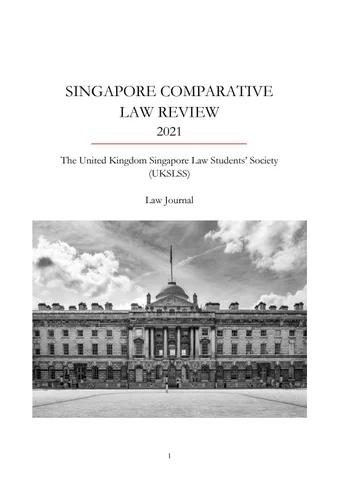 SINGAPORE COMPARATIVE
LAW REVIEW
2021
The United Kingdom Singapore Law Students' Society
(UKSLSS)
Law Journal
1